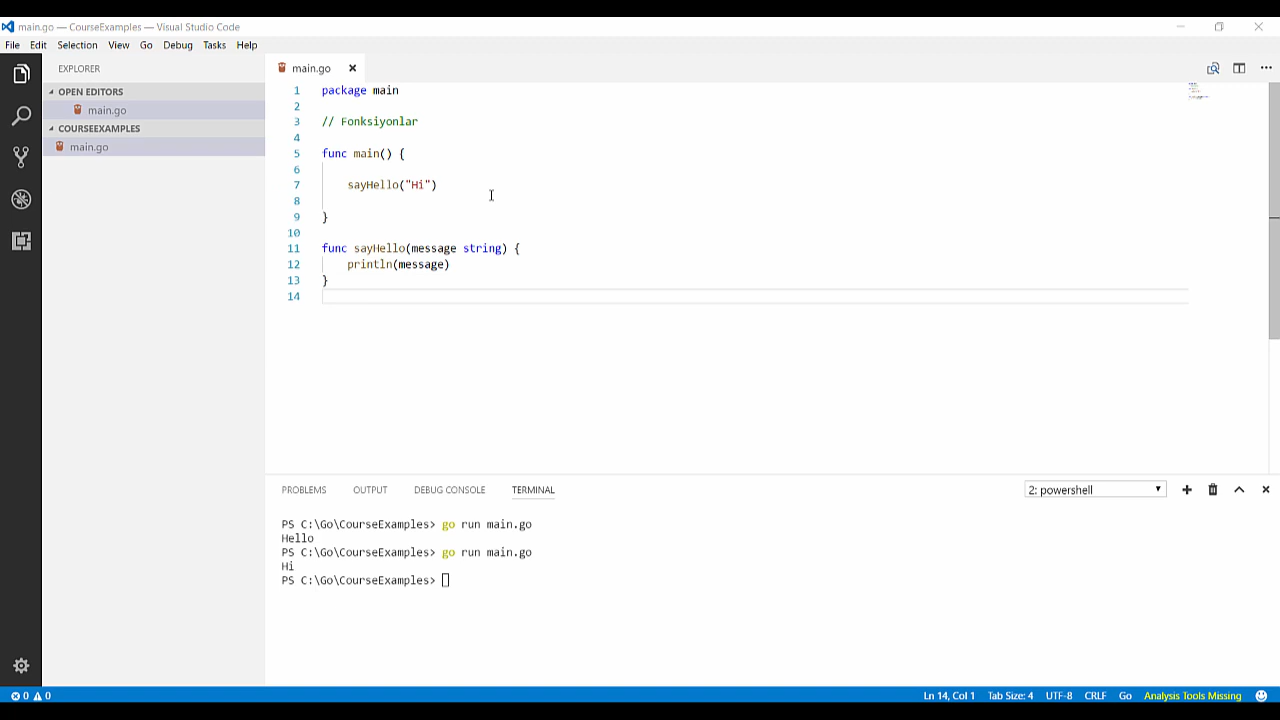 main.go — CourseExamples — Visual Studio Code
File Edit Selection View Go Debug Tasks Help
EXPLORER
OPEN EDITORS
main.go
COURSEEXAMPLES
main.go
main.go
1 package main
2
3 // Fonksiyonlar
4
5 func main() {
6
7 sayHello("Hi")
8
9 }
10
11 func sayHello(message string) {
12 println(message)
13 }
14
PROBLEMS OUTPUT DEBUG CONSOLE TERMINAL 2: powershell
PS C:\Go\CourseExamples> go run main.go
Hello
PS C:\Go\CourseExamples> go run main.go
Hi
PS C:\Go\CourseExamples>
0 0 Ln 14, Col 1 Tab Size: 4 UTF-8 CRLF Go Analysis Tools Missing